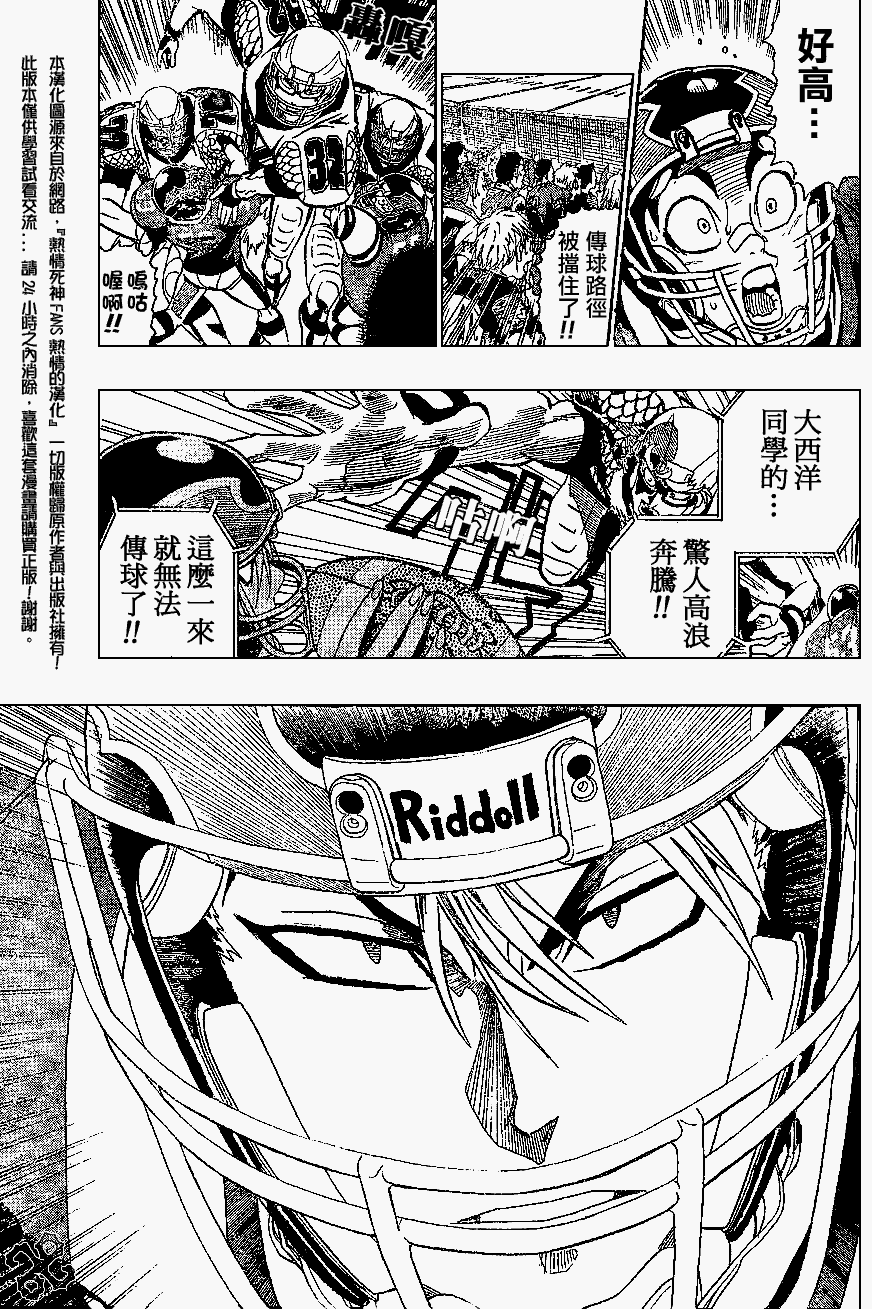 好高…
傳球路徑
被擋住了!!
轟嘎
嗚咕
喔啊!!
32
大西洋
同學的…
驚人高浪
奔騰!!
咕啊
這麼一來
就無法
傳球了!!
Riddoll
本漢化圖源來自於網路，『熱情死神FANS熱情的漢化』一切版權歸原作者與出版社擁有！
此版本僅供學習試看交流… 請24小時之內消除，喜歡這套漫畫請購買正版！謝謝。